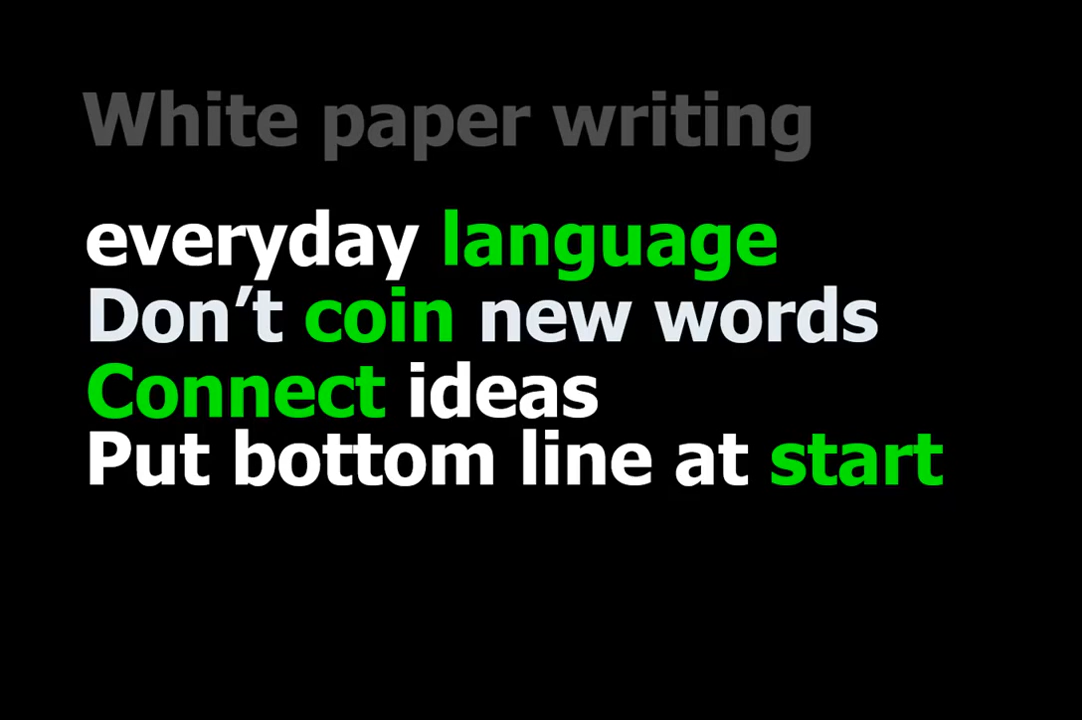 White paper writing
everyday language
Don’t coin new words
Connect ideas
Put bottom line at start